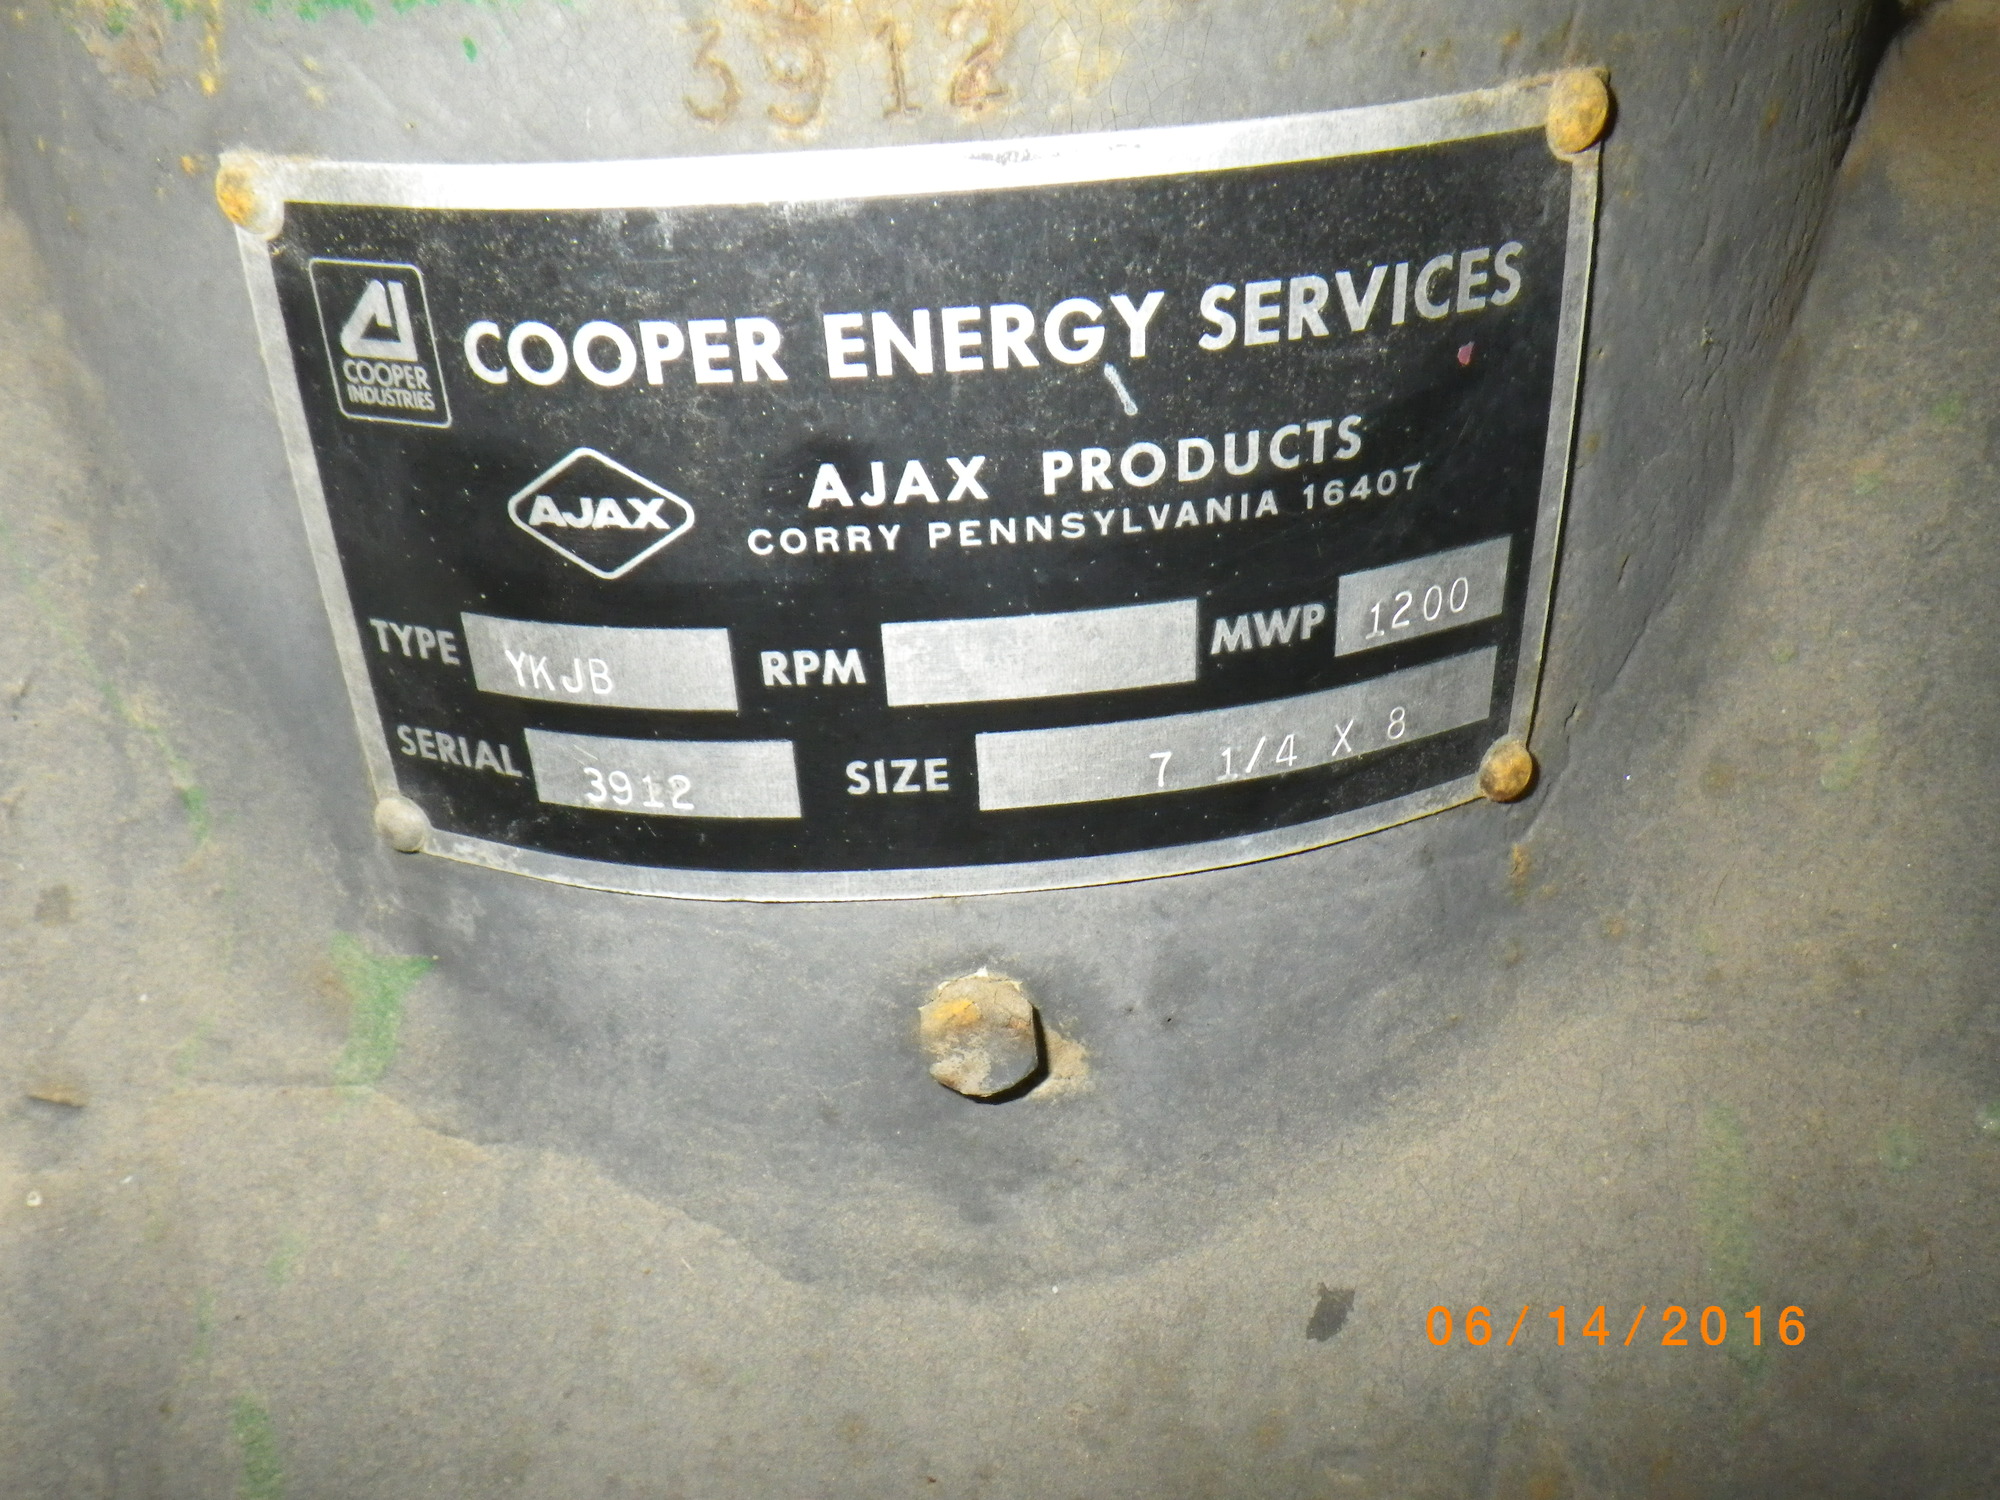 3912
COOPER INDUSTRIES
COOPER ENERGY SERVICES
AJAX
AJAX PRODUCTS
CORRY PENNSYLVANIA 16407
TYPE YKJB RPM MWP 1200
SERIAL 3912 SIZE 7 1/4 X 8
06/14/2016